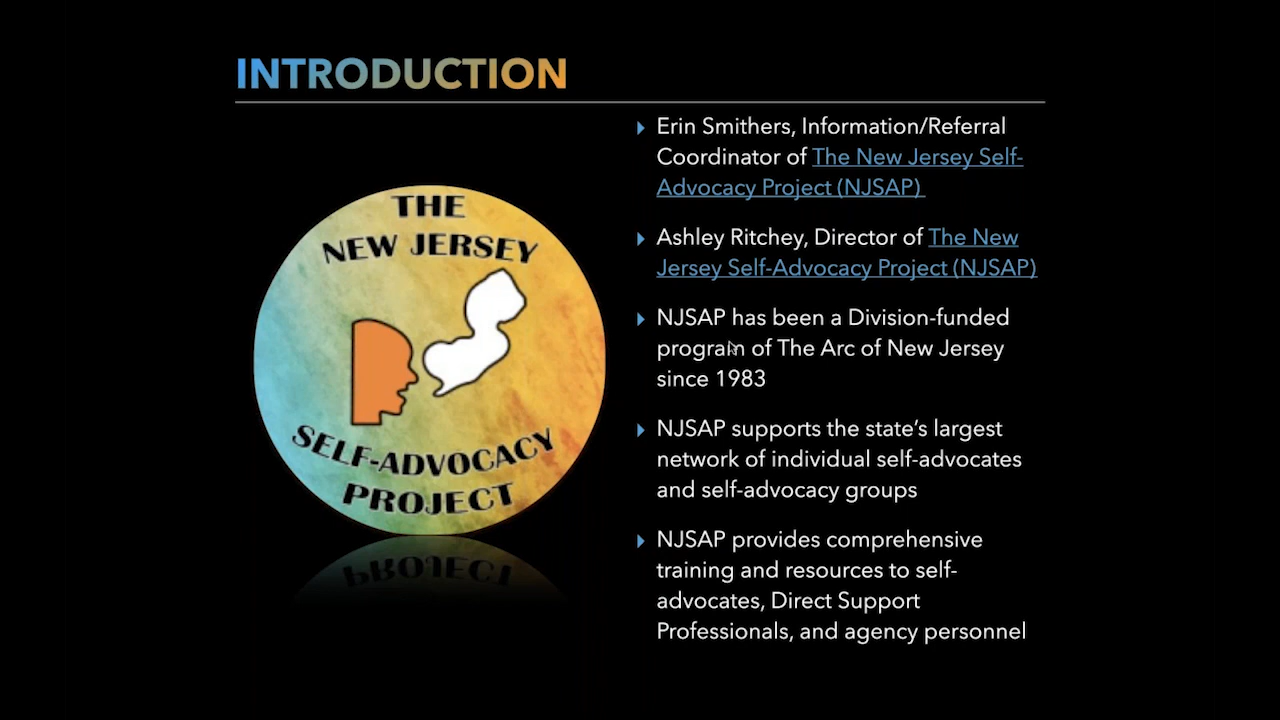 INTRODUCTION
THE
NEW JERSEY
SELF-ADVOCACY
PROJECT
PROJECT
Erin Smithers, Information/Referral
Coordinator of The New Jersey Self-
Advocacy Project (NJSAP)
Ashley Ritchey, Director of The New
Jersey Self-Advocacy Project (NJSAP)
NJSAP has been a Division-funded
program of The Arc of New Jersey
since 1983
NJSAP supports the state’s largest
network of individual self-advocates
and self-advocacy groups
NJSAP provides comprehensive
training and resources to self-
advocates, Direct Support
Professionals, and agency personnel